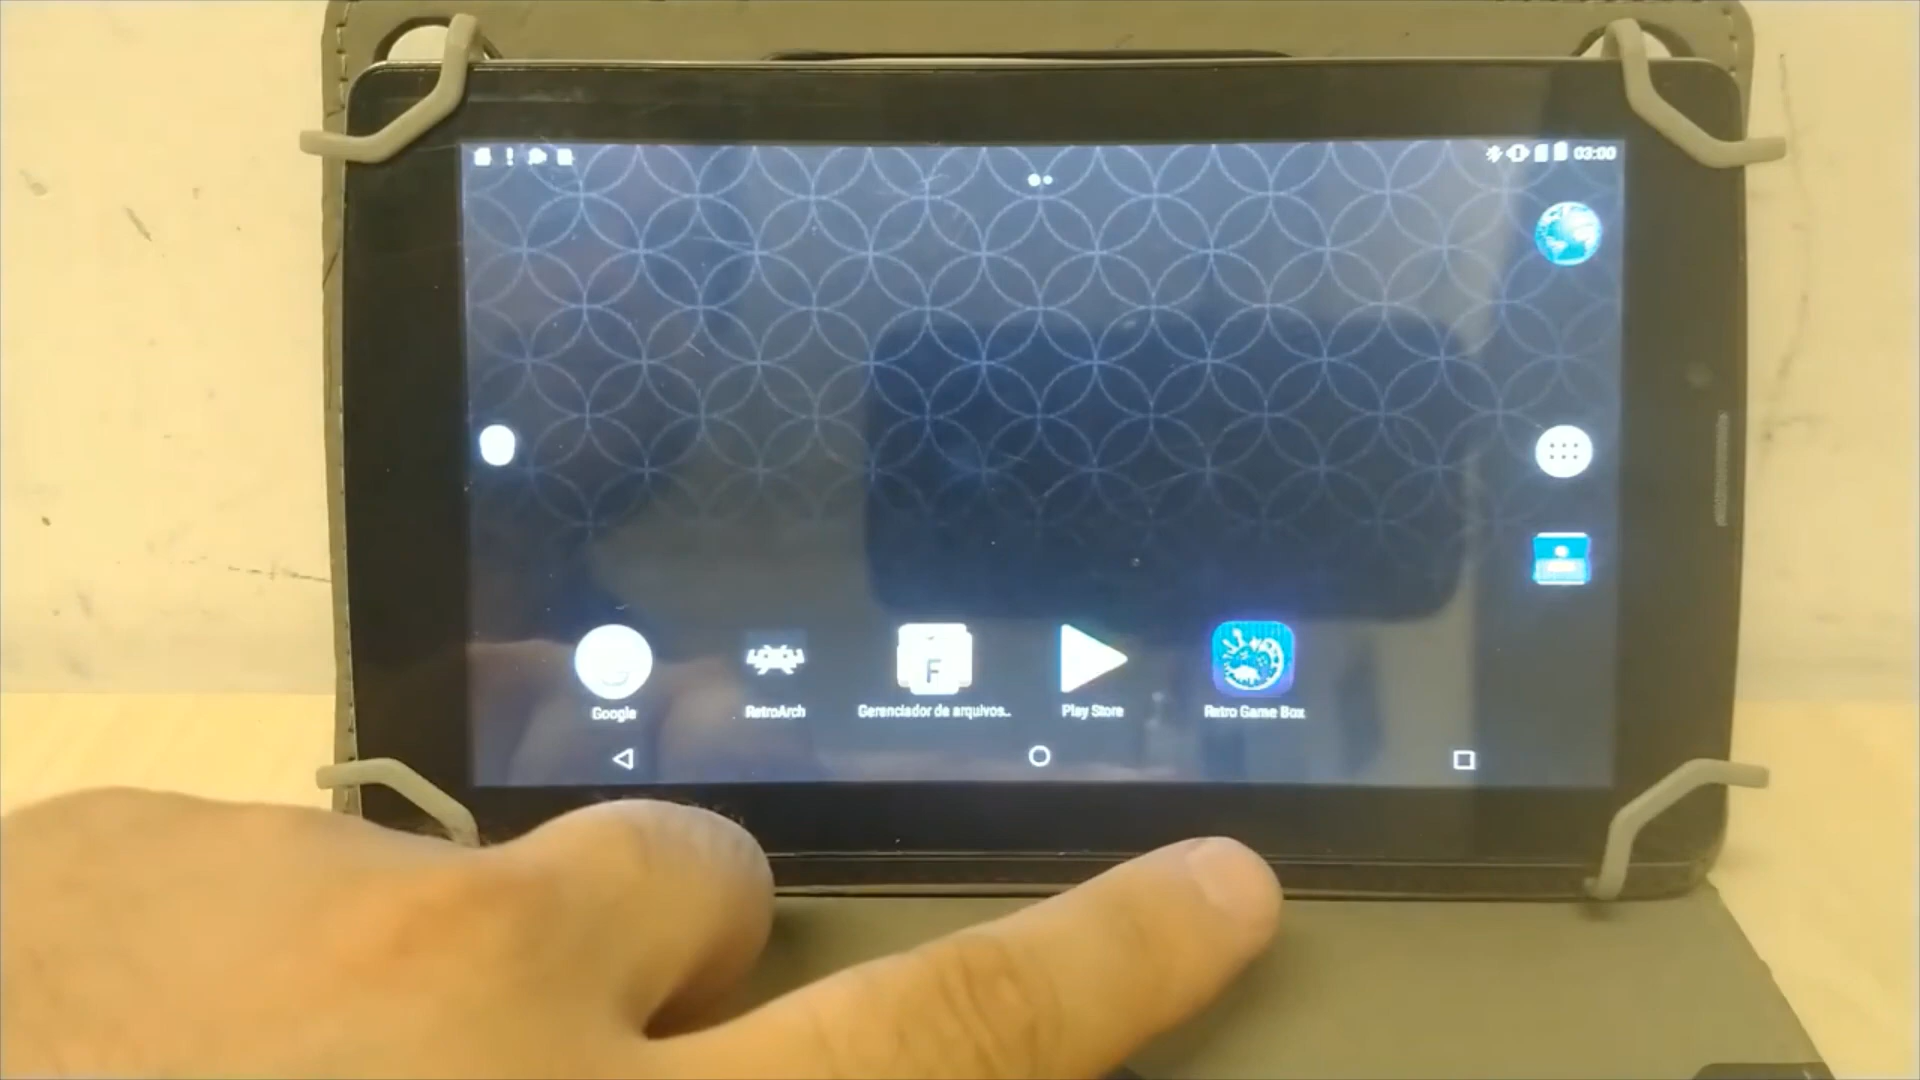 03:00
F
Google
RetroArch
Gerenciador de arquivos..
Play Store
Retro Game Box